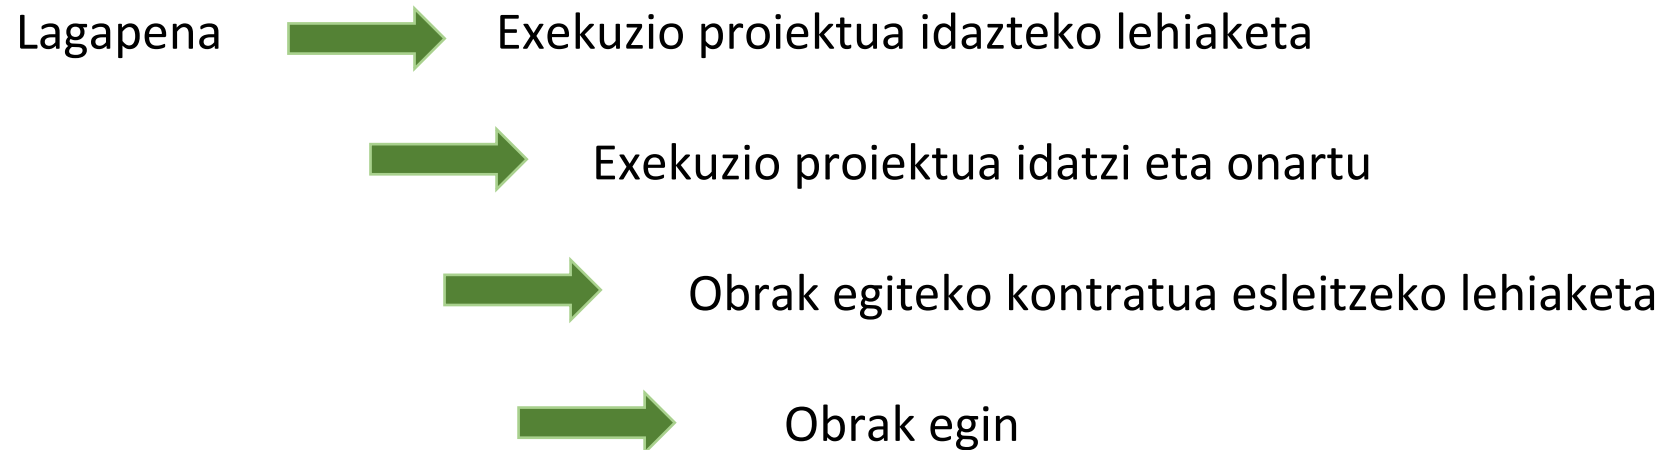 Lagapena Exekuzio proiektua idazteko lehiaketa
Exekuzio proiektua idatzi eta onartu
Obrak egiteko kontratua esleitzeko lehiaketa
Obrak egin